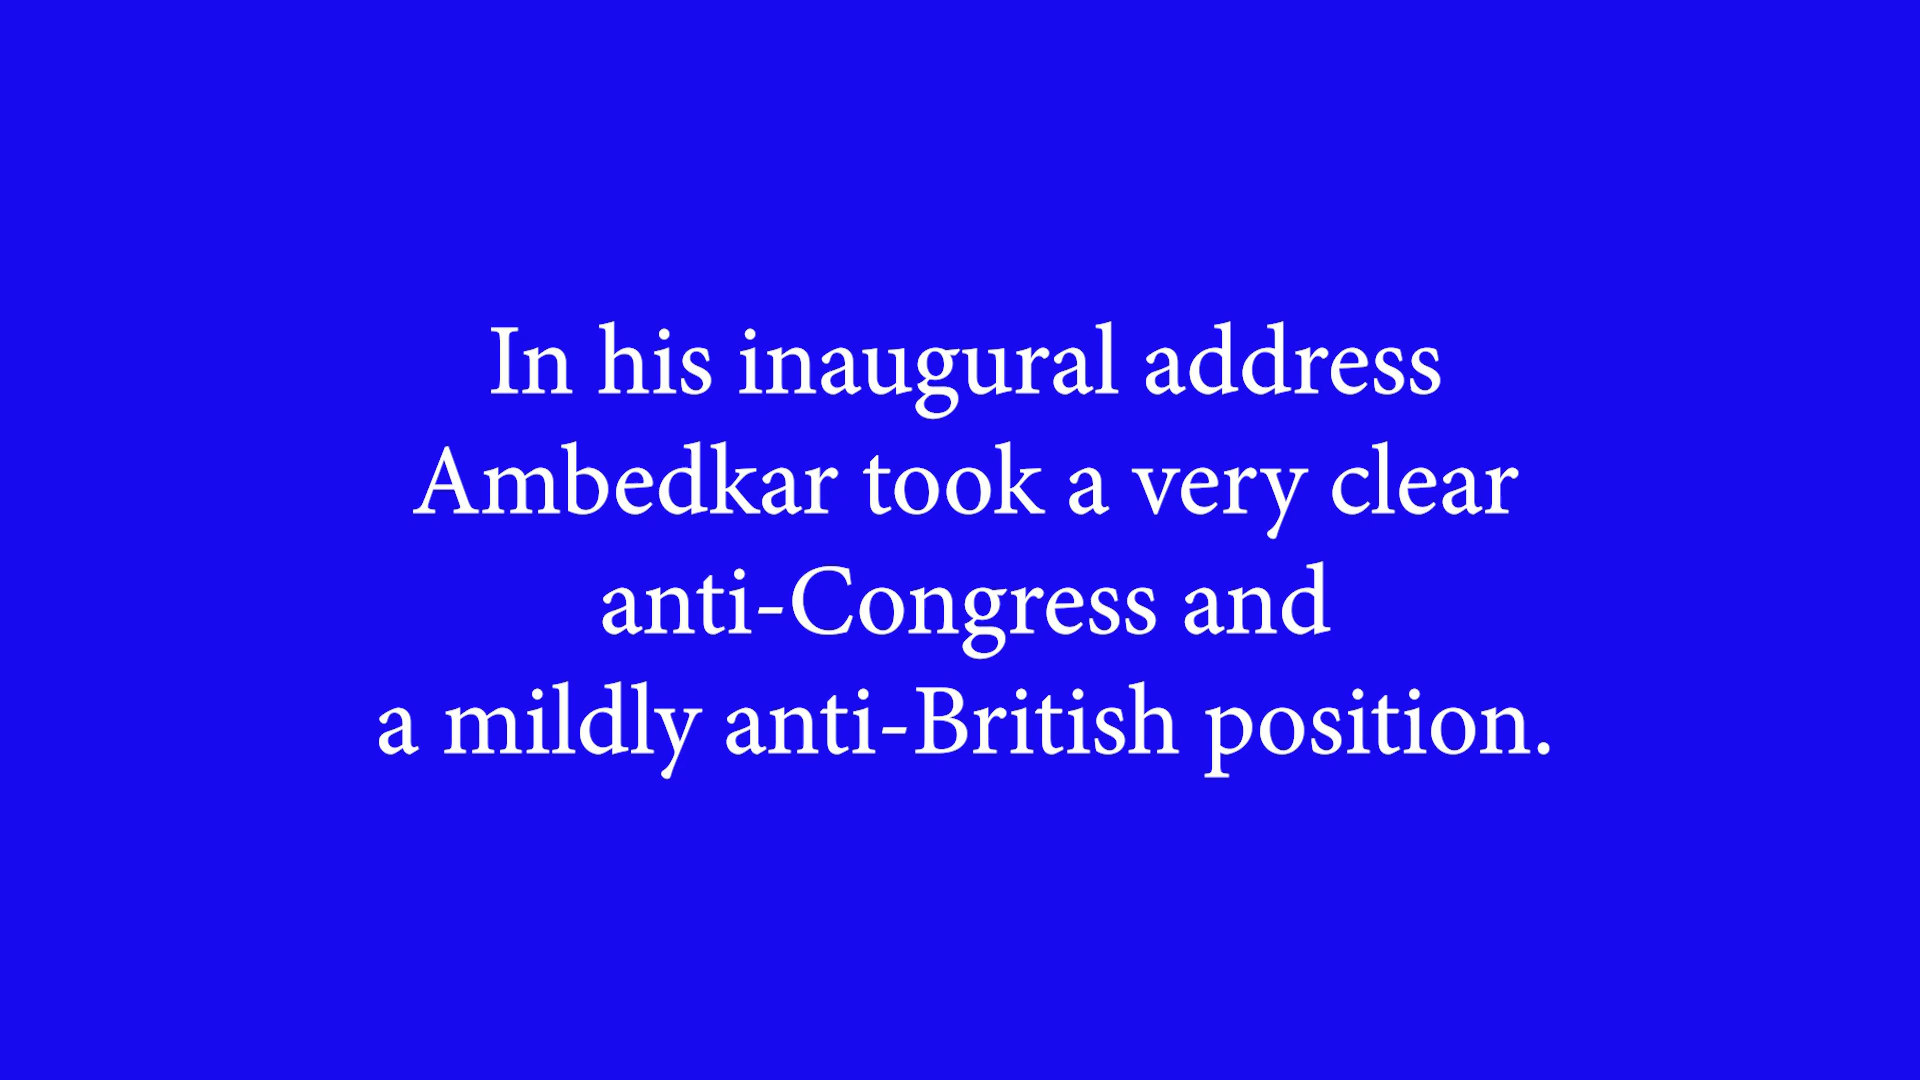 In his inaugural address
Ambedkar took a very clear
anti-Congress and
a mildly anti-British position.